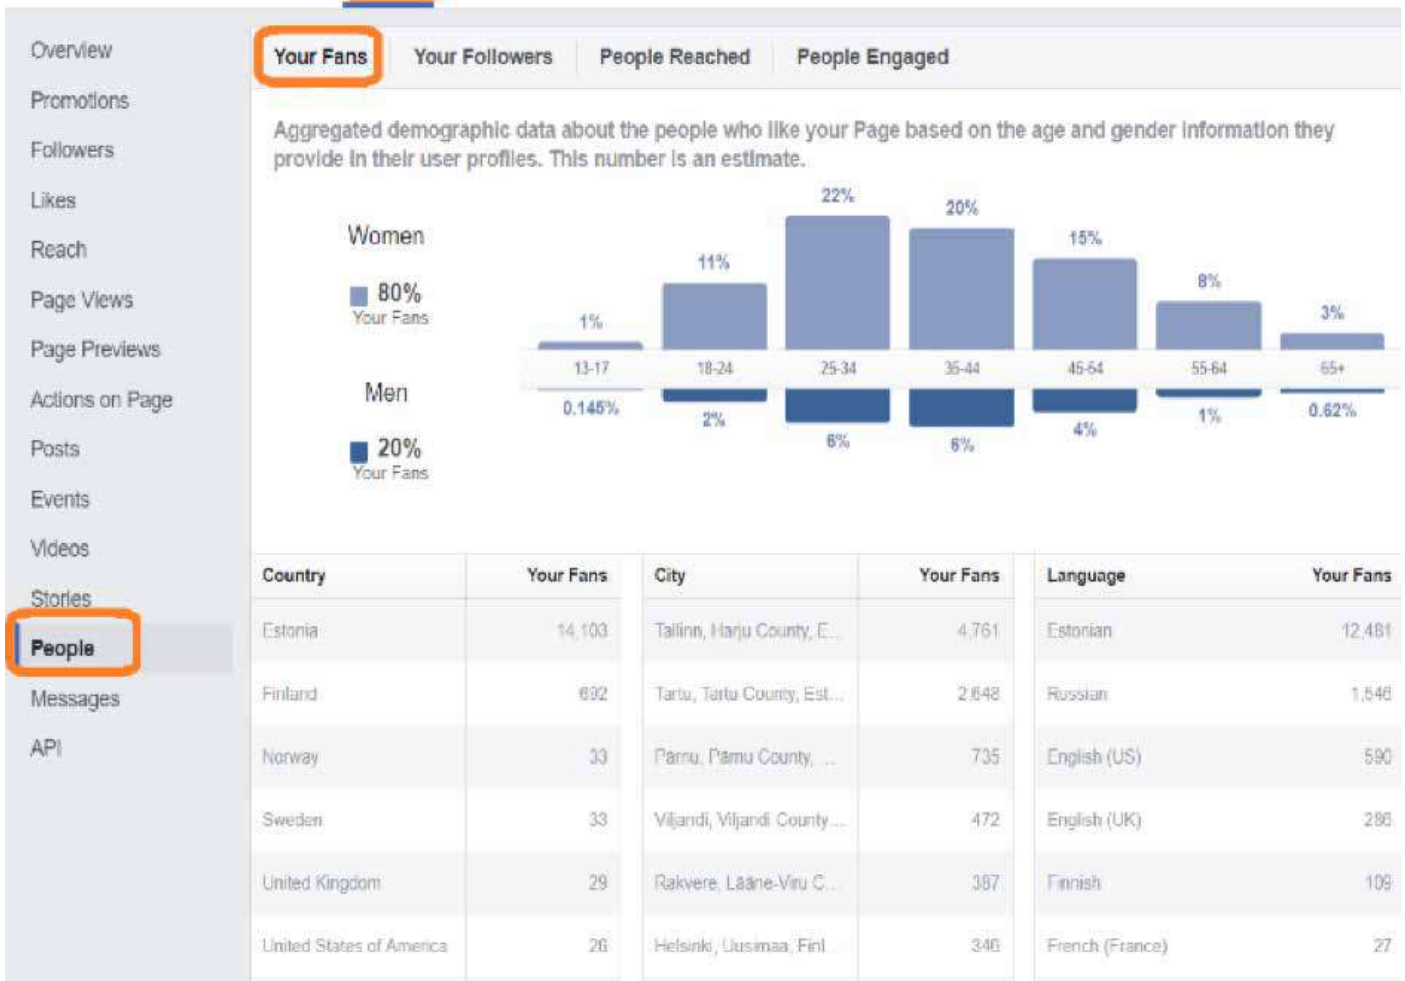 Overview
Promotions
Followers
Likes
Reach
Page Views
Page Previews
Actions on Page
Posts
Events
Videos
Stories
People
Messages
API
Your Fans Your Followers People Reached People Engaged
Aggregated demographic data about the people who like your Page based on the age and gender information they
provide in their user profiles. This number is an estimate.
Women
80%
Your Fans
1% 11% 22% 20% 15% 8% 3%
13-17 18-24 25-34 35-44 45-54 55-64 65+
Men
20%
Your Fans
0.145% 2% 6% 6% 4% 1% 0.62%
Country Your Fans City Your Fans Language Your Fans
Estonia 14,103 Tallinn, Harju County, E... 4,761 Estonian 12,481
Finland 692 Tartu, Tartu County, Est... 2,648 Russian 1,546
Norway 33 Pärnu, Pärnu County, ... 735 English (US) 590
Sweden 33 Viljandi, Viljandi County... 472 English (UK) 286
United Kingdom 29 Rakvere, Lääne-Viru C... 387 Finnish 109
United States of America 26 Helsinki, Uusimaa, Finl... 346 French (France) 27